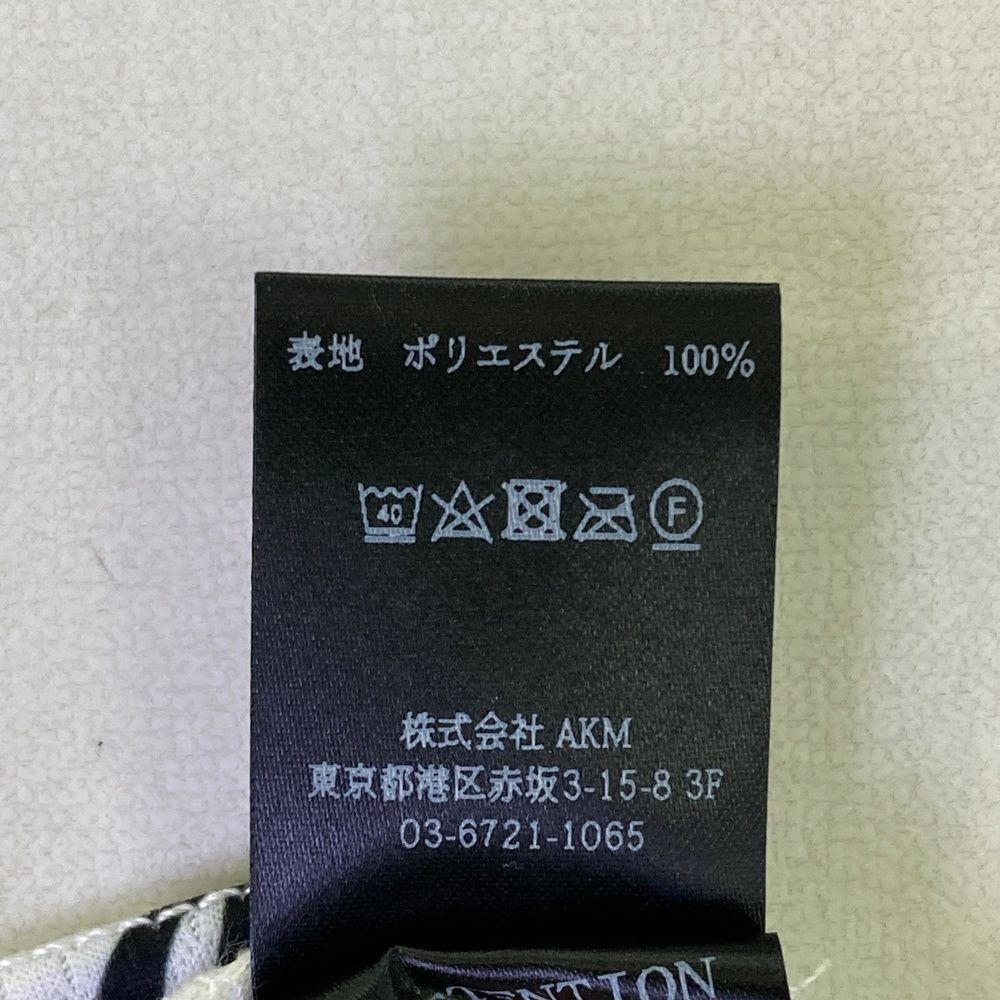 表地 ポリエステル 100%
40 F
株式会社 AKM
東京都港区赤坂3-15-8 3F
03-6721-1065